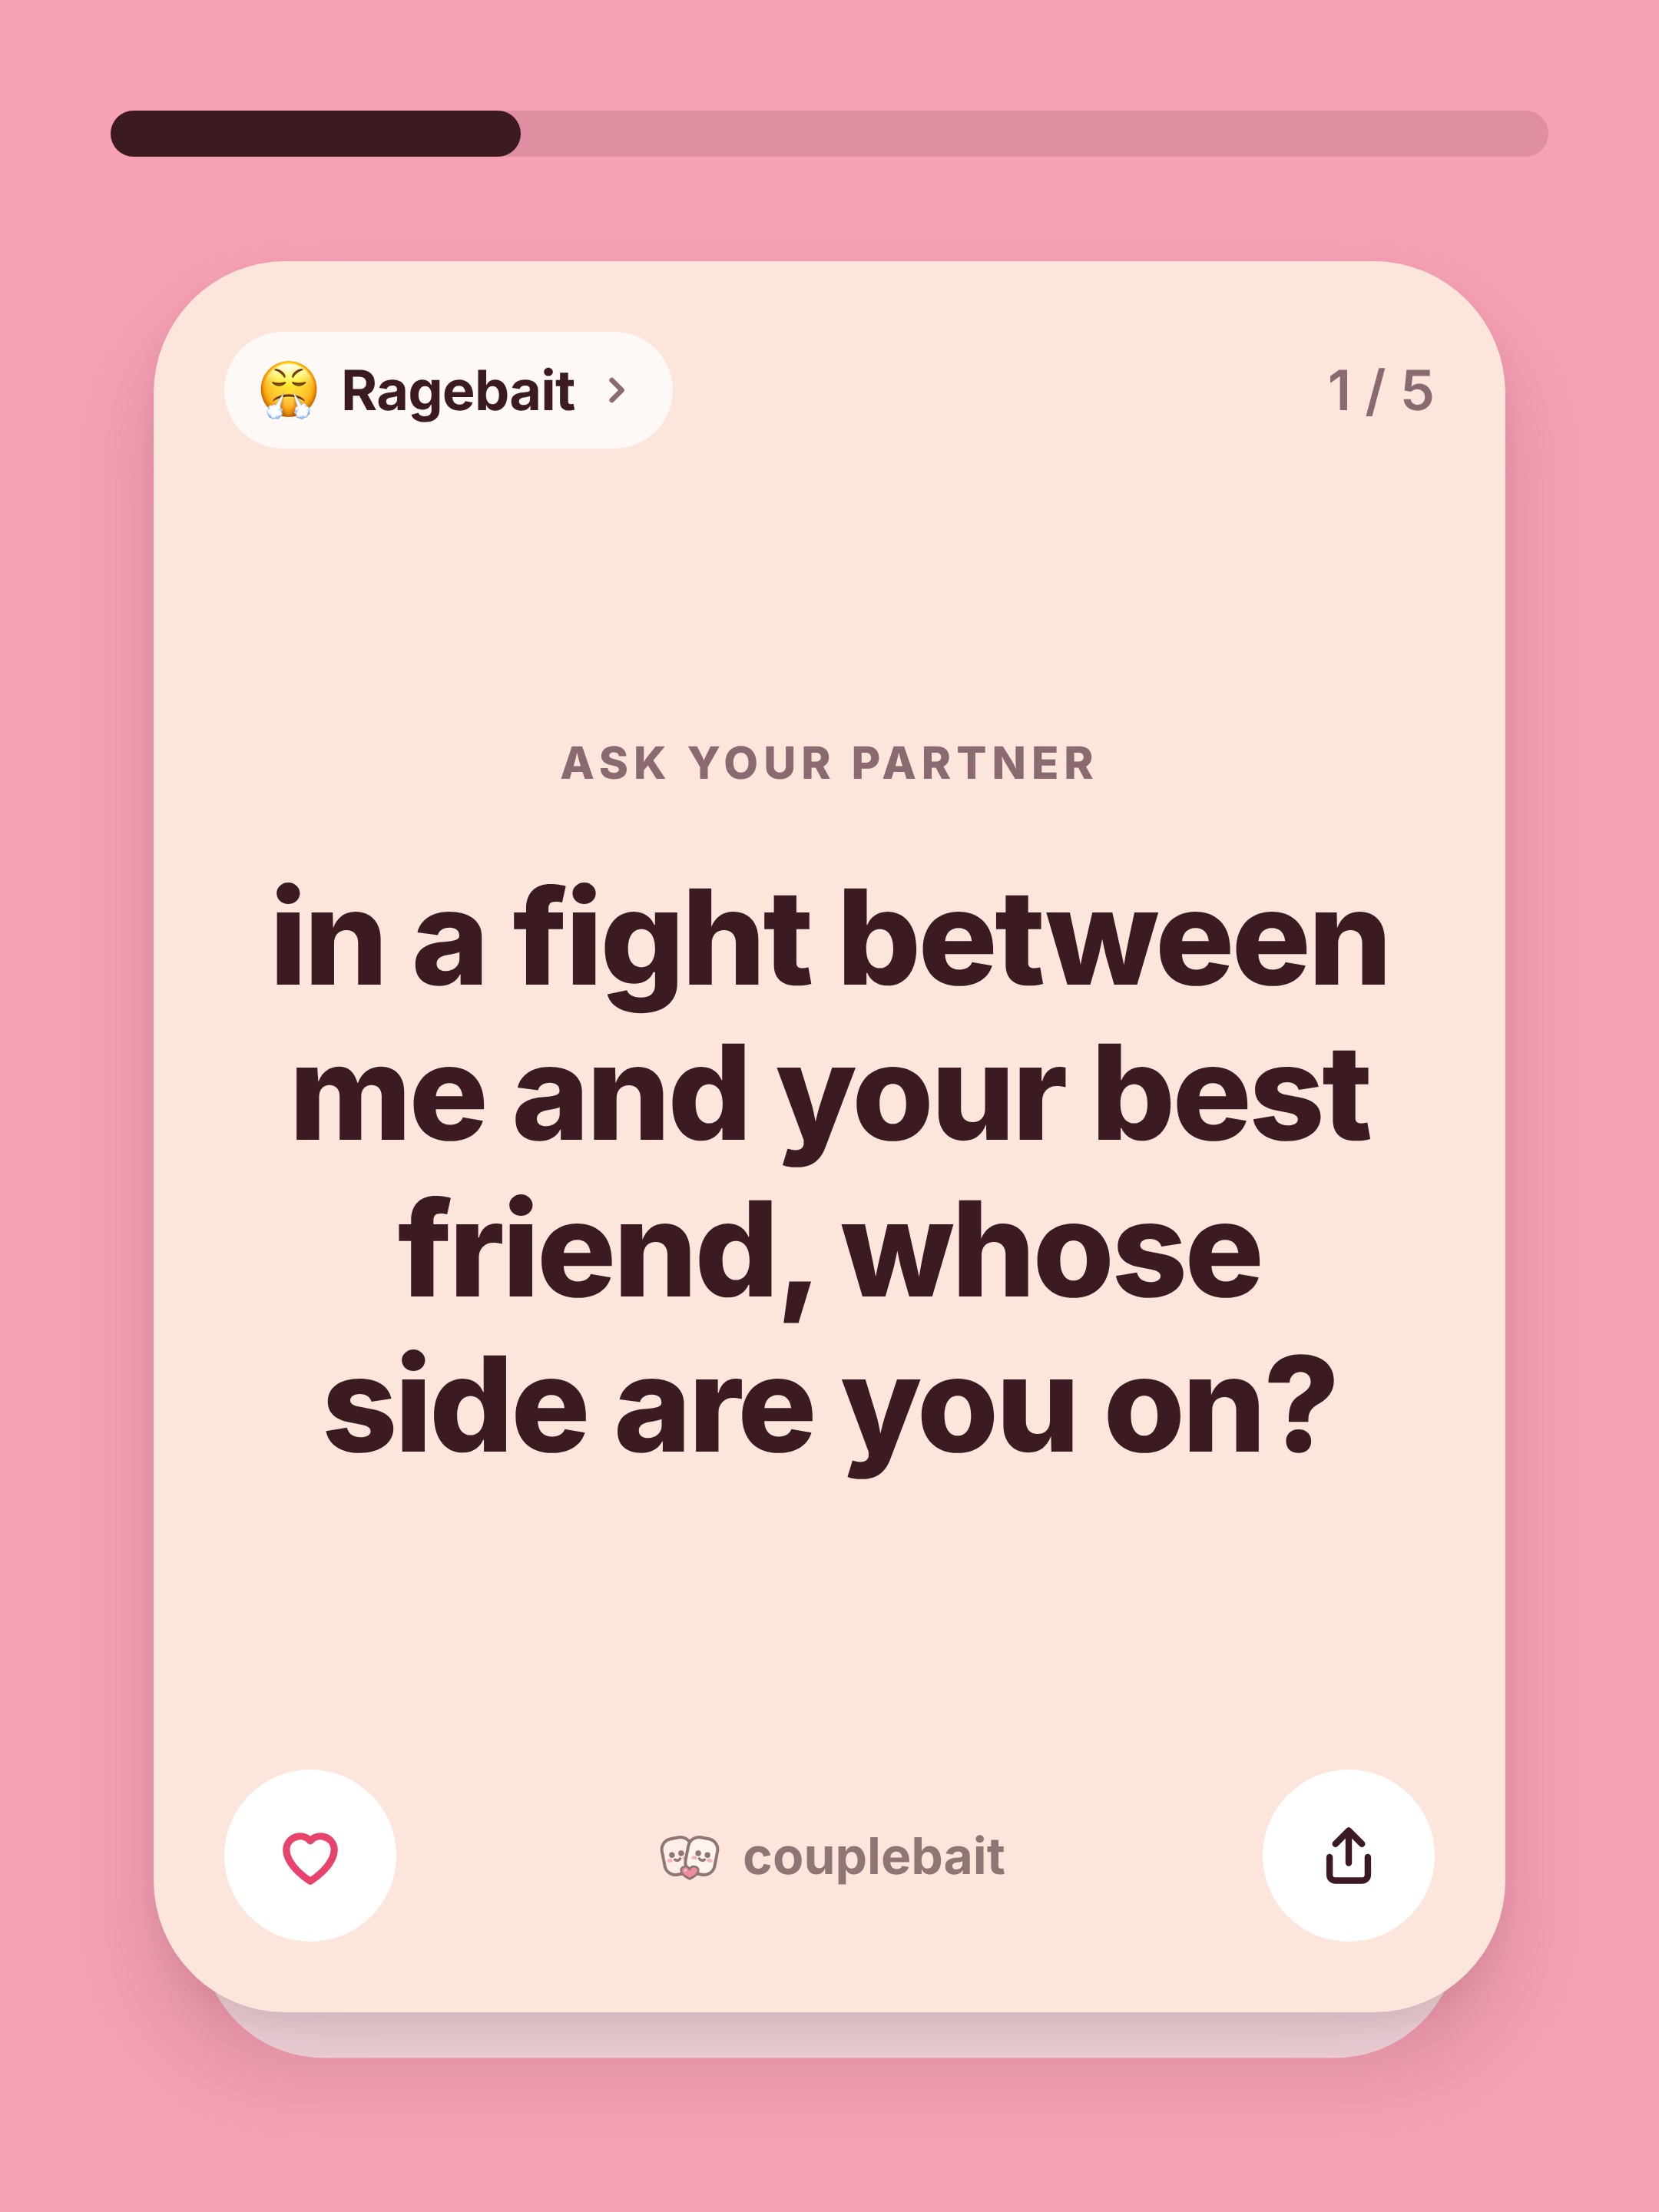 Ragebait
1 / 5
ASK YOUR PARTNER
in a fight between
me and your best
friend, whose
side are you on?
couplebait